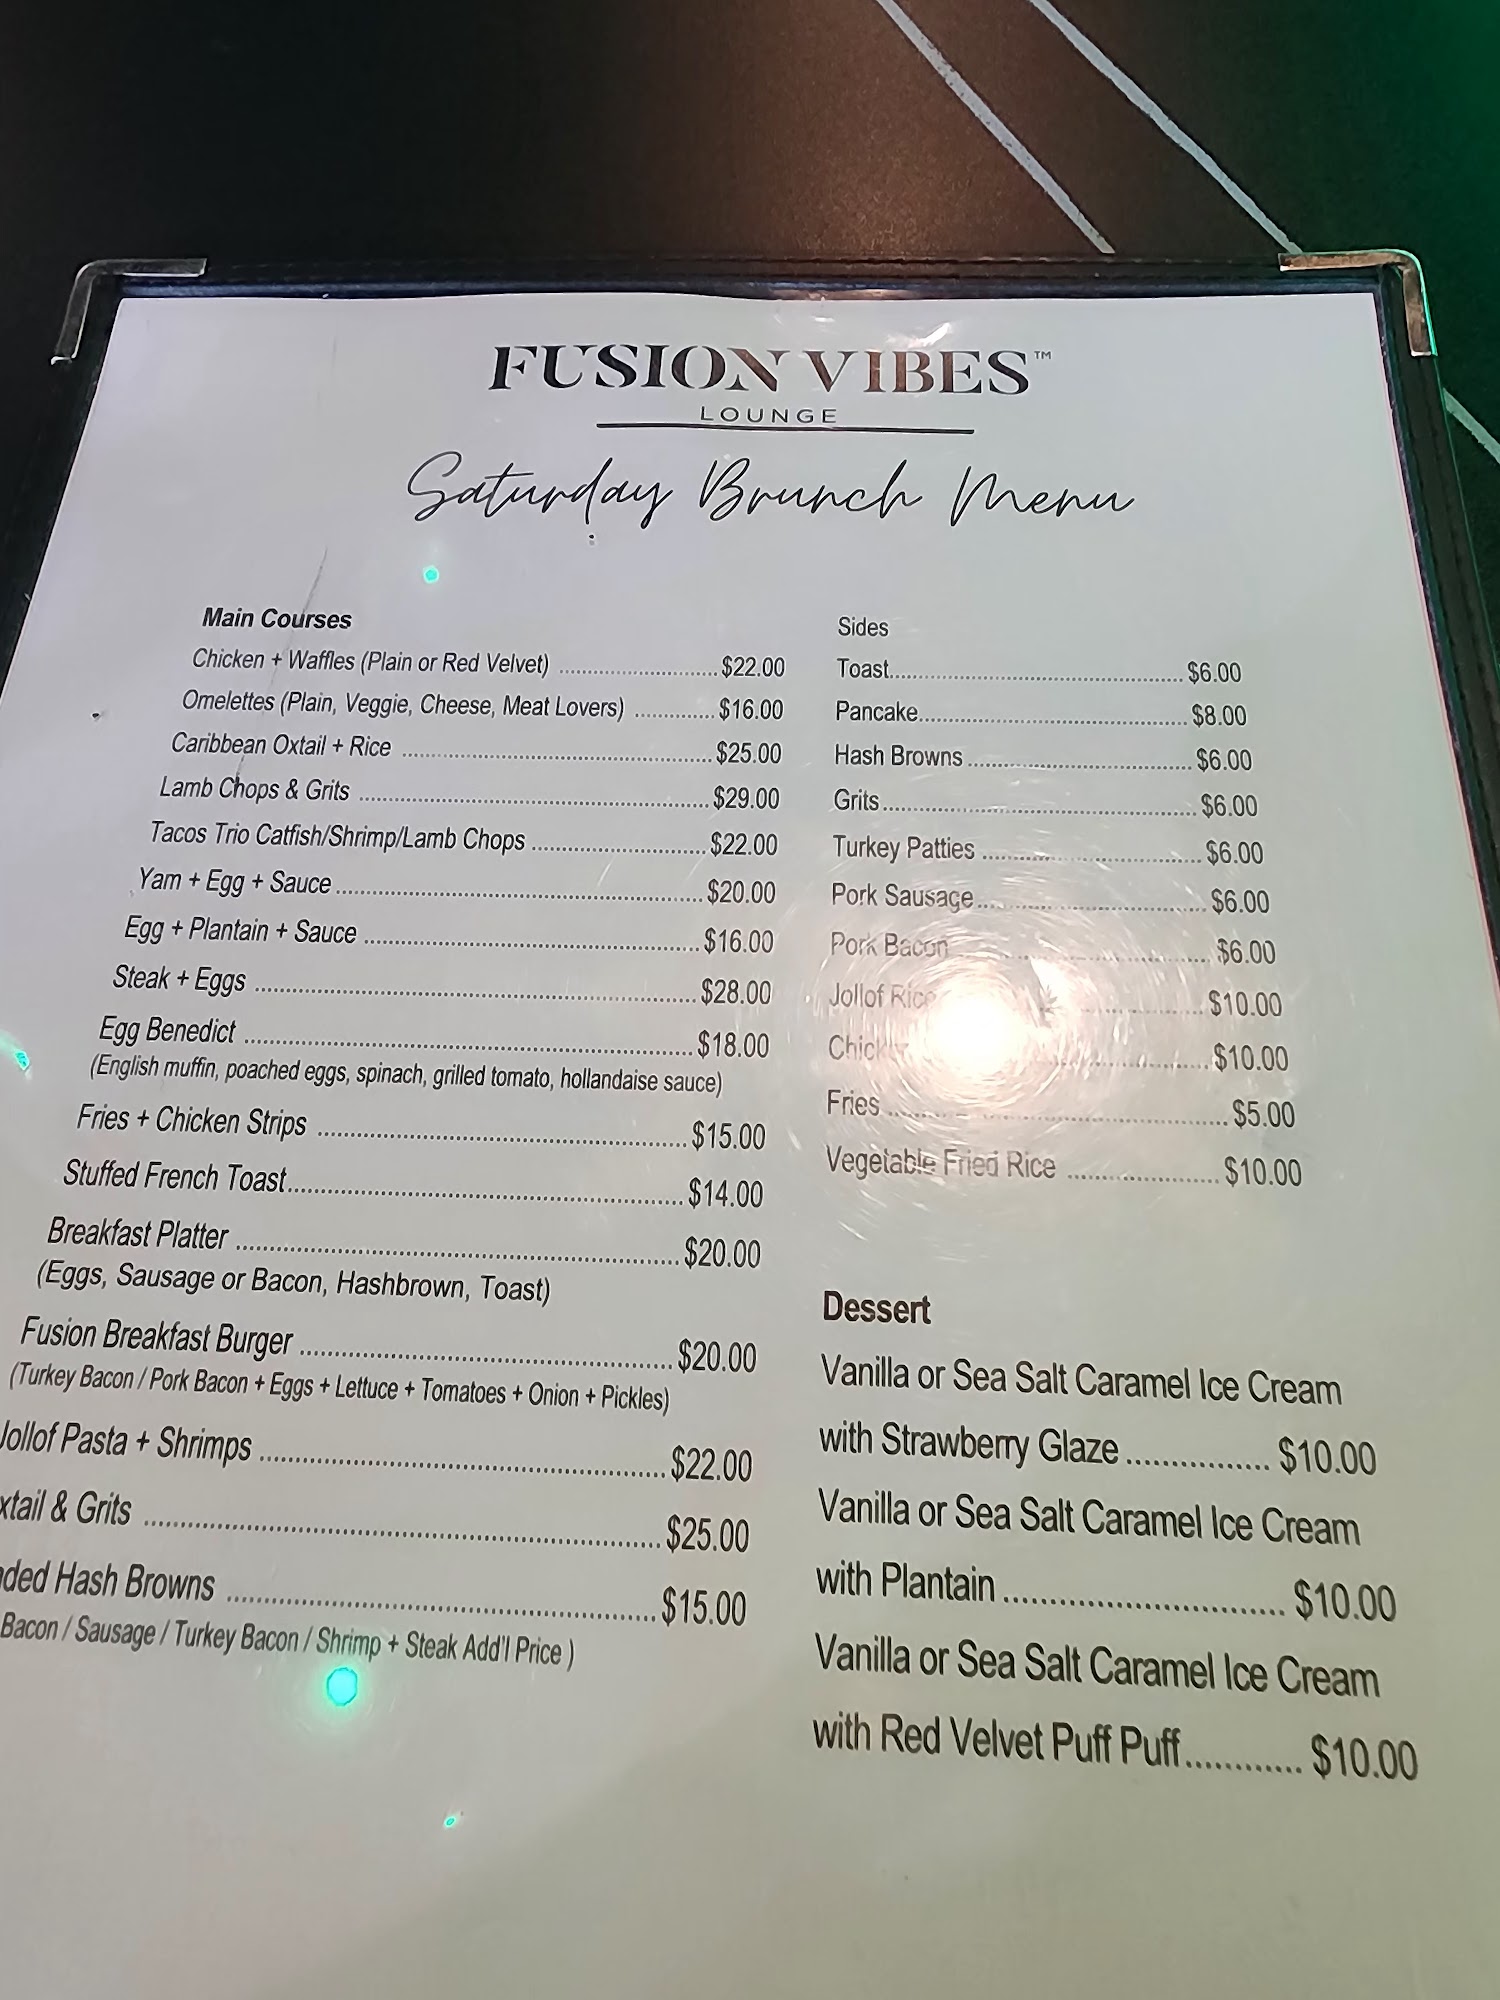 FUSION VIBES™
LOUNGE
Saturday Brunch Menu
Main Courses
Chicken + Waffles (Plain or Red Velvet) ........................ $22.00
Omelettes (Plain, Veggie, Cheese, Meat Lovers) ............ $16.00
Caribbean Oxtail + Rice ................................................ $25.00
Lamb Chops & Grits ...................................................... $29.00
Tacos Trio Catfish/Shrimp/Lamb Chops ........................... $22.00
Yam + Egg + Sauce ....................................................... $20.00
Egg + Plantain + Sauce .................................................. $16.00
Steak + Eggs ................................................................. $28.00
Egg Benedict ................................................................. $18.00
(English muffin, poached eggs, spinach, grilled tomato, hollandaise sauce)
Fries + Chicken Strips .................................................... $15.00
Stuffed French Toast...................................................... $14.00
Breakfast Platter ............................................................ $20.00
(Eggs, Sausage or Bacon, Hashbrown, Toast)
Fusion Breakfast Burger ................................................. $20.00
(Turkey Bacon / Pork Bacon + Eggs + Lettuce + Tomatoes + Onion + Pickles)
Jollof Pasta + Shrimps .................................................... $22.00
xtail & Grits .................................................................. $25.00
ded Hash Browns .......................................................... $15.00
Bacon / Sausage / Turkey Bacon / Shrimp + Steak Add'l Price )
Sides
Toast............................................... $6.00
Pancake........................................... $8.00
Hash Browns .................................... $6.00
Grits ................................................ $6.00
Turkey Patties .................................. $6.00
Pork Sausage ................................... $6.00
Pork Bacon ...................................... $6.00
Jollof Rice ........................................ $10.00
$10.00
Fries ................................................ $5.00
Vegetable Fried Rice ........................ $10.00
Dessert
Vanilla or Sea Salt Caramel Ice Cream
with Strawberry Glaze ................ $10.00
Vanilla or Sea Salt Caramel Ice Cream
with Plantain .............................. $10.00
Vanilla or Sea Salt Caramel Ice Cream
with Red Velvet Puff Puff............ $10.00